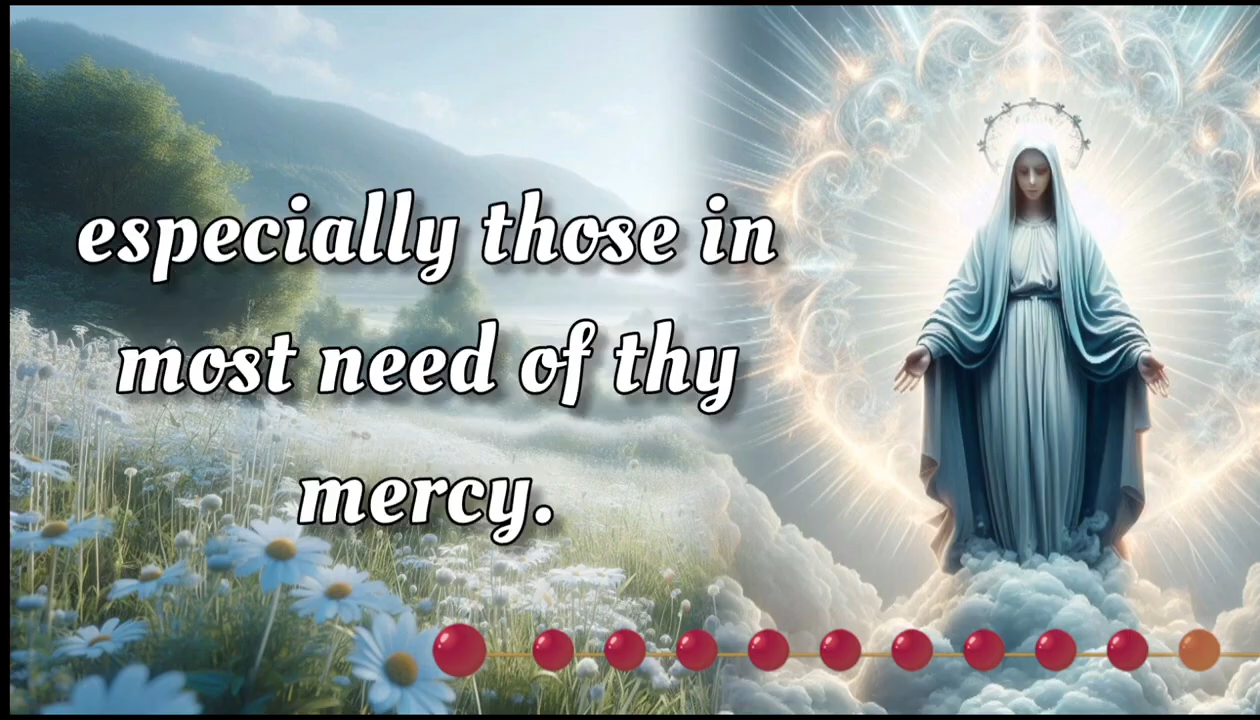 especially those in
most need of thy
mercy.